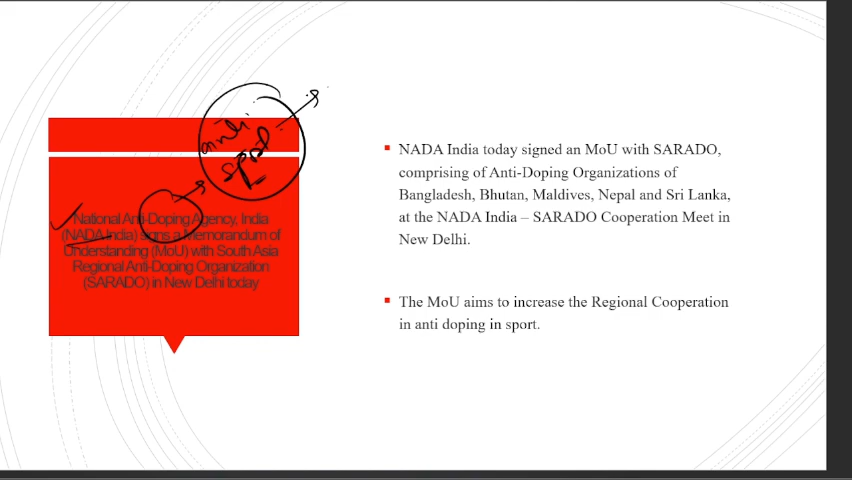 anti
sport
National Anti-Doping Agency, India
(NADA India) signs a Memorandum of
Understanding (MoU) with South Asia
Regional Anti-Doping Organization
(SARADO) in New Delhi today
NADA India today signed an MoU with SARADO,
comprising of Anti-Doping Organizations of
Bangladesh, Bhutan, Maldives, Nepal and Sri Lanka,
at the NADA India – SARADO Cooperation Meet in
New Delhi.
The MoU aims to increase the Regional Cooperation
in anti doping in sport.